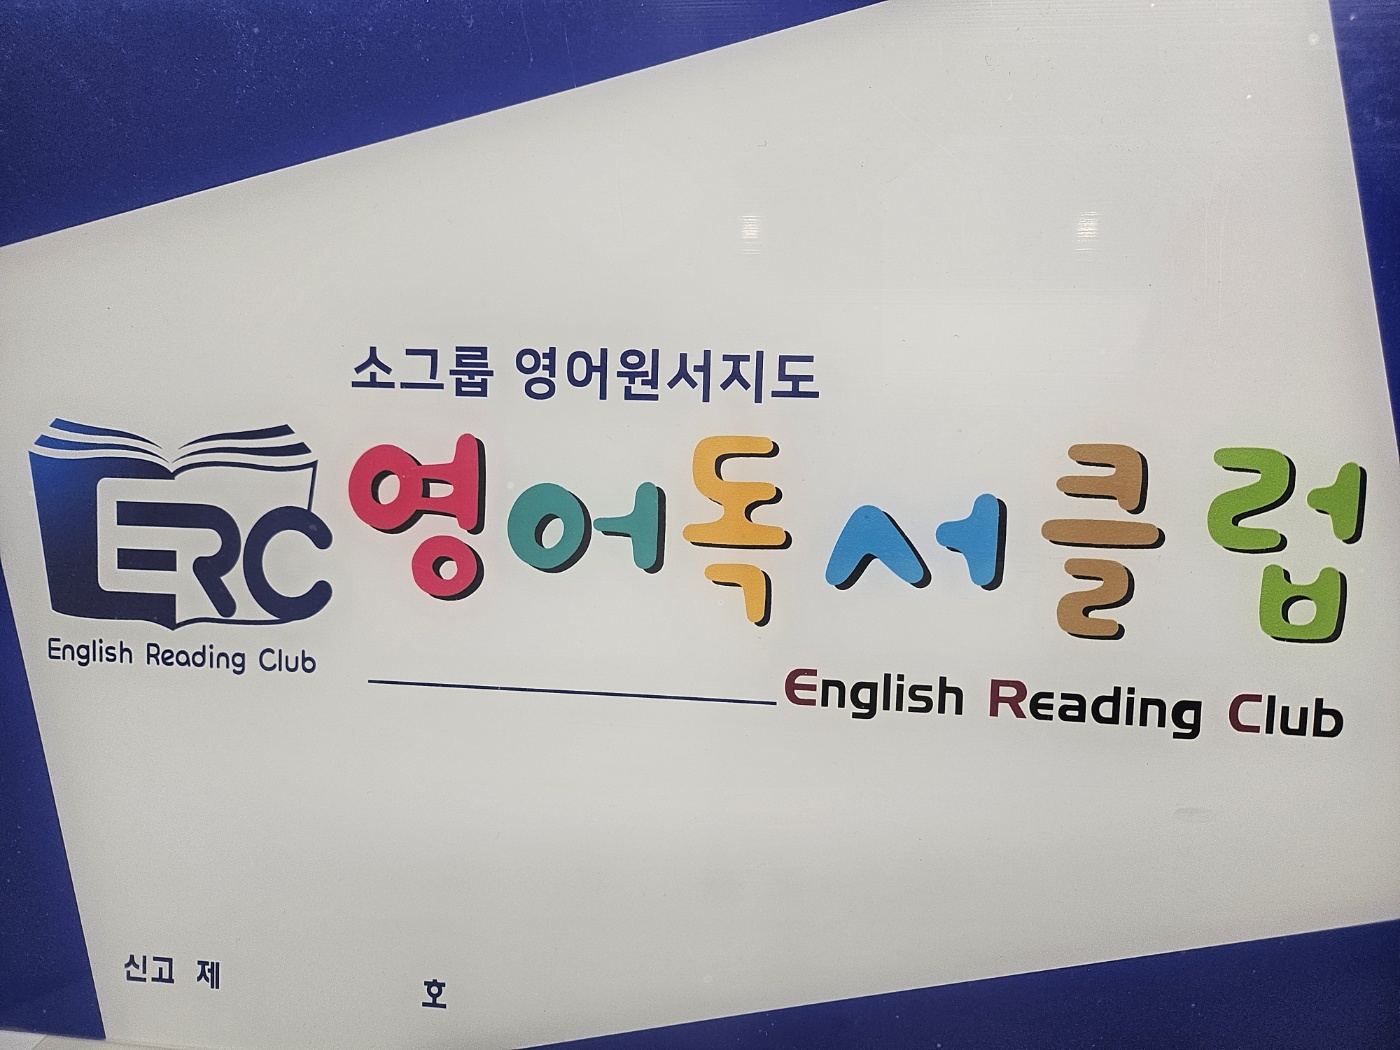 소그룹 영어원서지도
영어독서클럽
English Reading Club
ERC
English Reading Club
신고 제 호